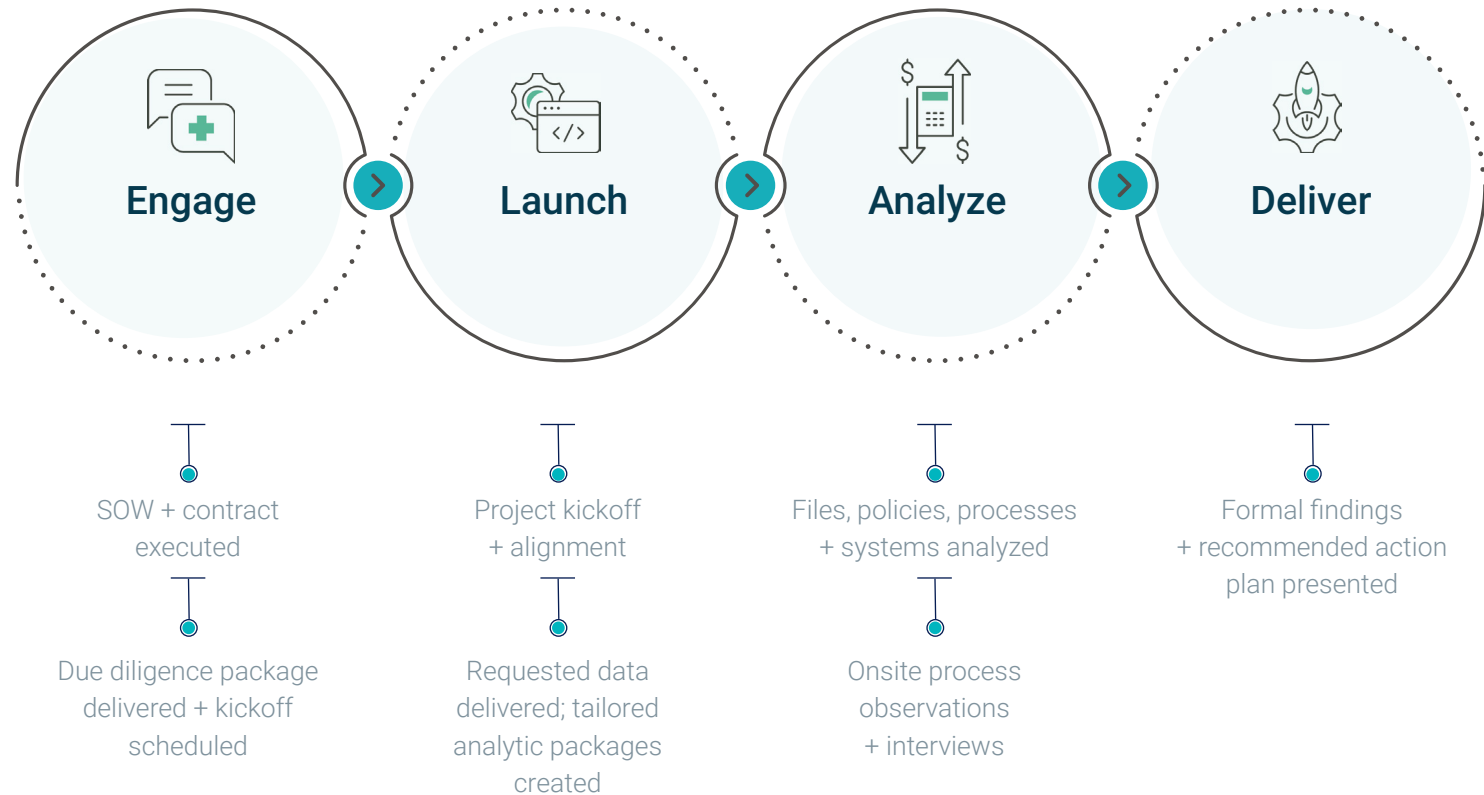 Engage
Launch
Analyze
Deliver
$
$
</>
SOW + contract
executed
Due diligence package
delivered + kickoff
scheduled
Project kickoff
+ alignment
Requested data
delivered; tailored
analytic packages
created
Files, policies, processes
+ systems analyzed
Onsite process
observations
+ interviews
Formal findings
+ recommended action
plan presented